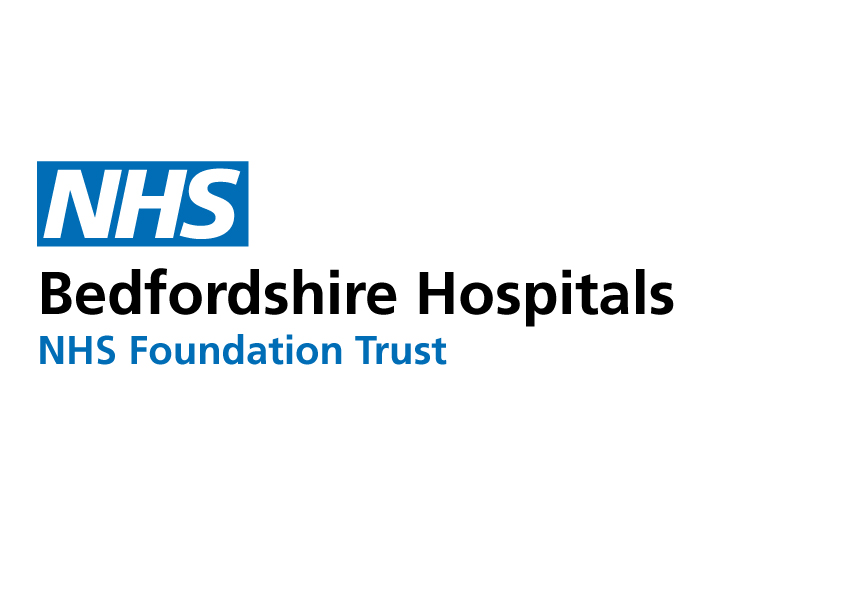 NHS
Bedfordshire Hospitals
NHS Foundation Trust